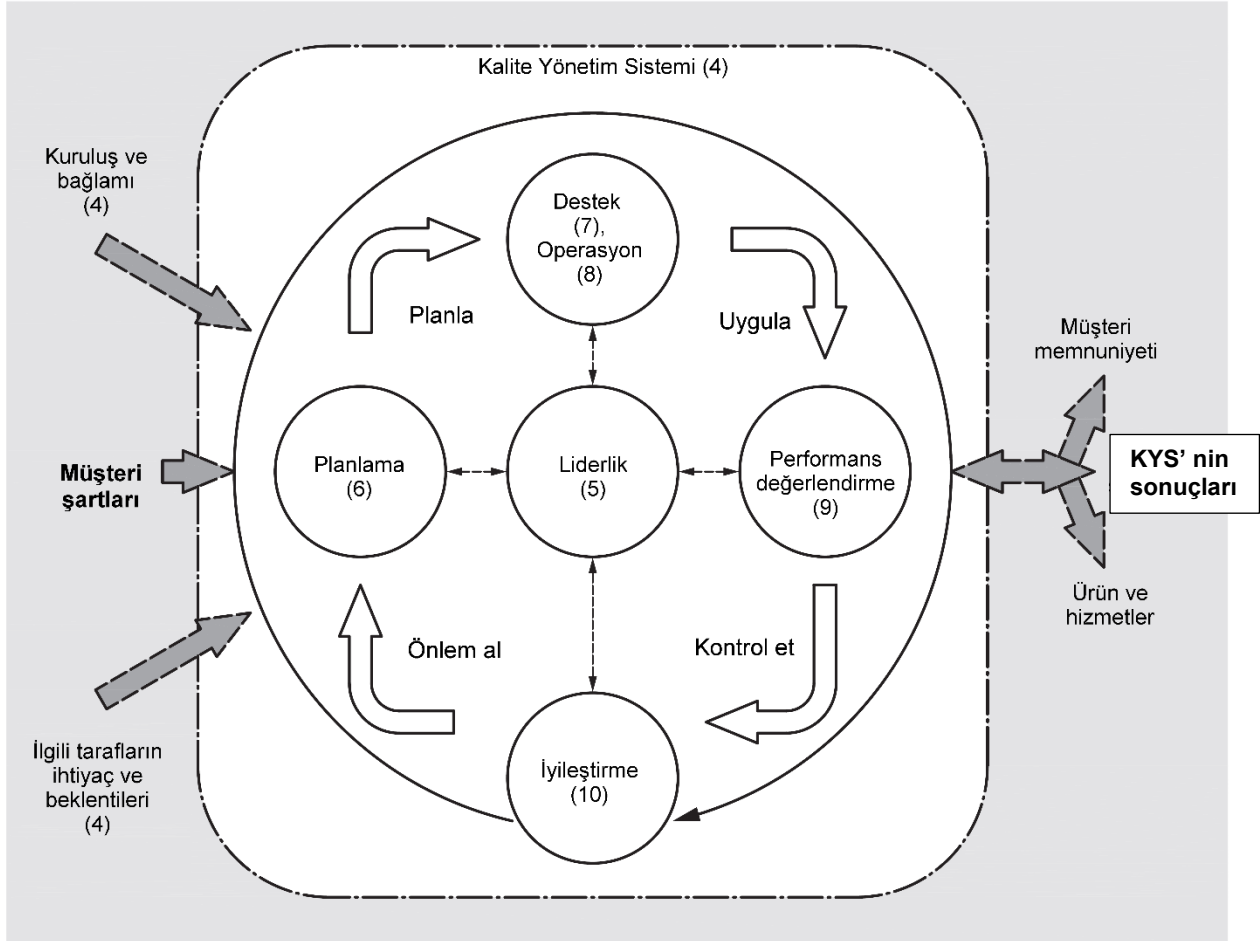 Kalite Yönetim Sistemi (4)
Kuruluş ve
bağlamı
(4)
Destek
(7),
Operasyon
(8)
Planla
Uygula
Müşteri
memnuniyeti
Müşteri
şartları
Planlama
(6)
Liderlik
(5)
Performans
değerlendirme
(9)
KYS’ nin
sonuçları
Ürün ve
hizmetler
Önlem al
Kontrol et
İlgili tarafların
ihtiyaç ve
beklentileri
(4)
İyileştirme
(10)